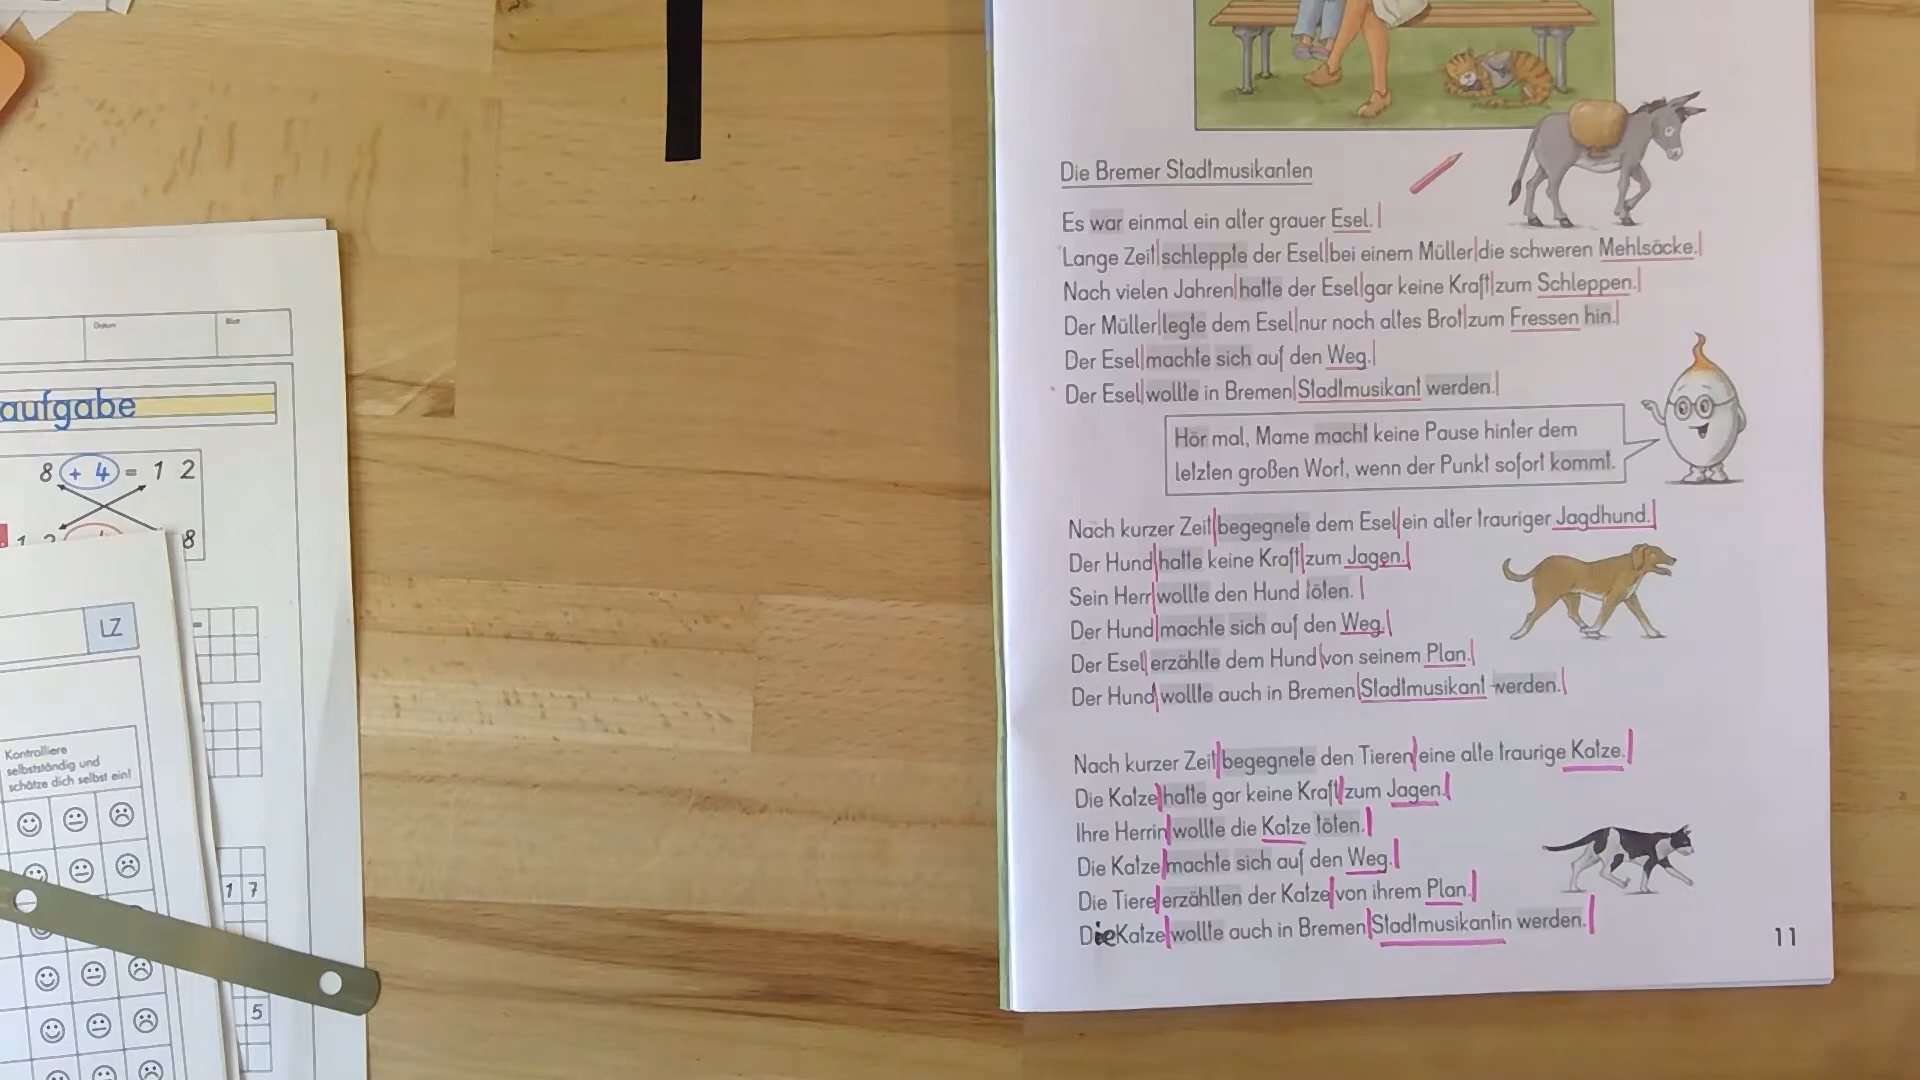 Die Bremer Stadtmusikanten
Es war einmal ein alter grauer Esel.
Lange Zeit schleppte der Esel bei einem Müller die schweren Mehlsäcke.
Nach vielen Jahren hatte der Esel gar keine Kraft zum Schleppen.
Der Müller legte dem Esel nur noch altes Brot zum Fressen hin.
Der Esel machte sich auf den Weg.
Der Esel wollte in Bremen Stadtmusikant werden.
Hör mal, Mame macht keine Pause hinter dem
letzten großen Wort, wenn der Punkt sofort kommt.
Nach kurzer Zeit begegnete dem Esel ein alter trauriger Jagdhund.
Der Hund hatte keine Kraft zum Jagen.
Sein Herr wollte den Hund töten.
Der Hund machte sich auf den Weg.
Der Esel erzählte dem Hund von seinem Plan.
Der Hund wollte auch in Bremen Stadtmusikant werden.
Nach kurzer Zeit begegnete den Tieren eine alte traurige Katze.
Die Katze hatte gar keine Kraft zum Jagen.
Ihre Herrin wollte die Katze töten.
Die Katze machte sich auf den Weg.
Die Tiere erzählten der Katze von ihrem Plan.
Die Katze wollte auch in Bremen Stadtmusikantin werden.
11
Datum
Blatt
aufgabe
8 + 4 = 1 2
8
LZ
Kontrolliere
selbstständig und
schätze dich selbst ein!
1 7
5